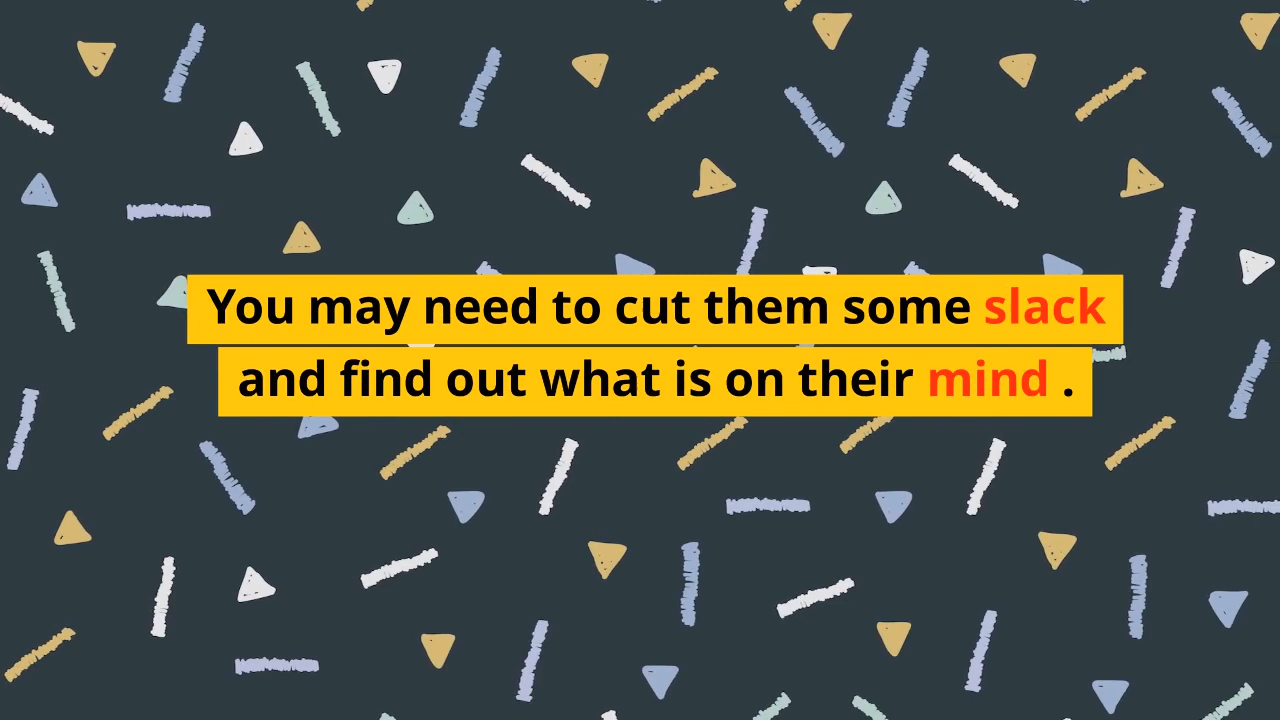 You may need to cut them some slack
and find out what is on their mind .